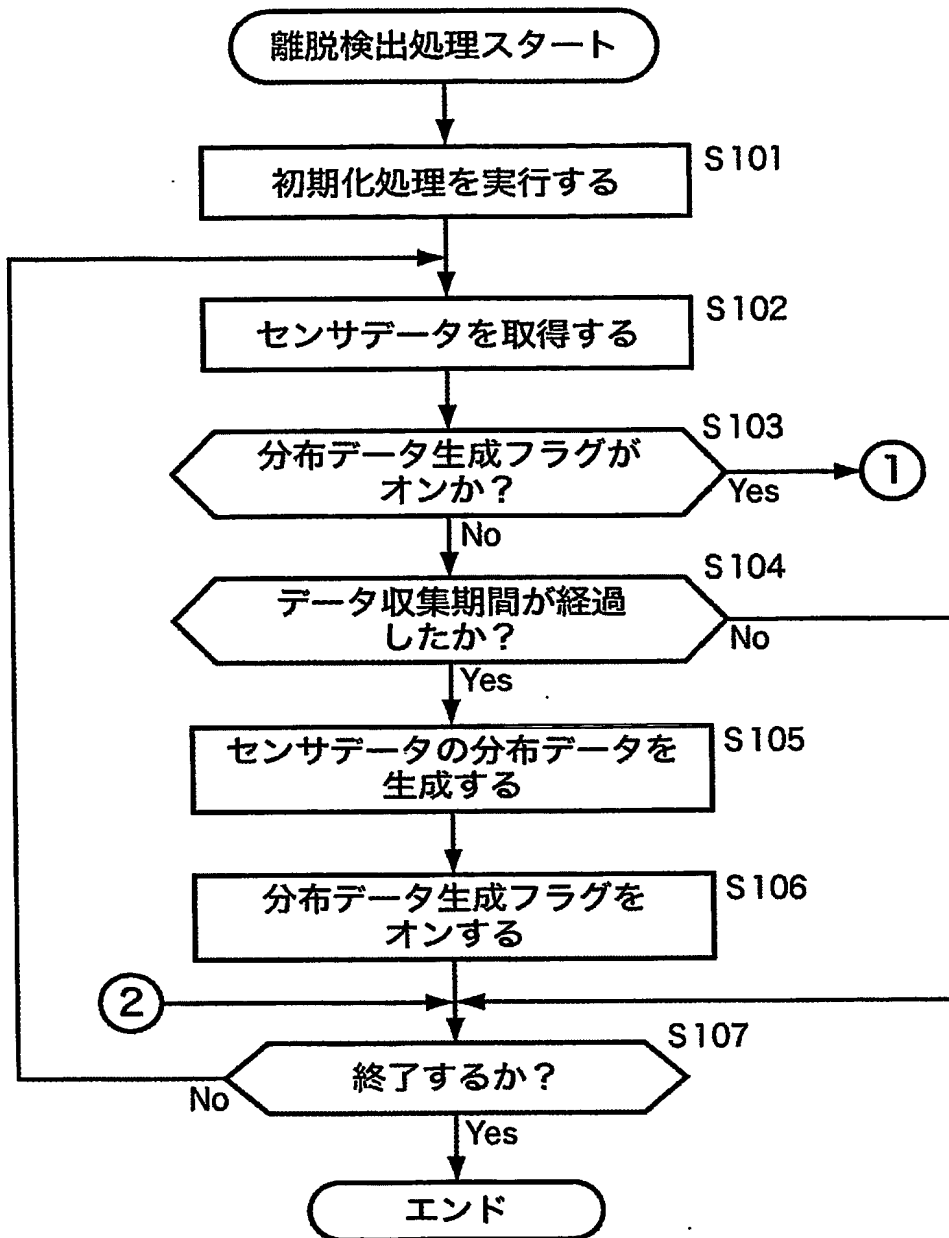 離脱検出処理スタート
S101
初期化処理を実行する
S102
センサデータを取得する
S103
分布データ生成フラグが
オンか？
Yes
1
No
S104
データ収集期間が経過
したか？
No
Yes
S105
センサデータの分布データを
生成する
S106
分布データ生成フラグを
オンする
2
S107
終了するか？
No
Yes
エンド